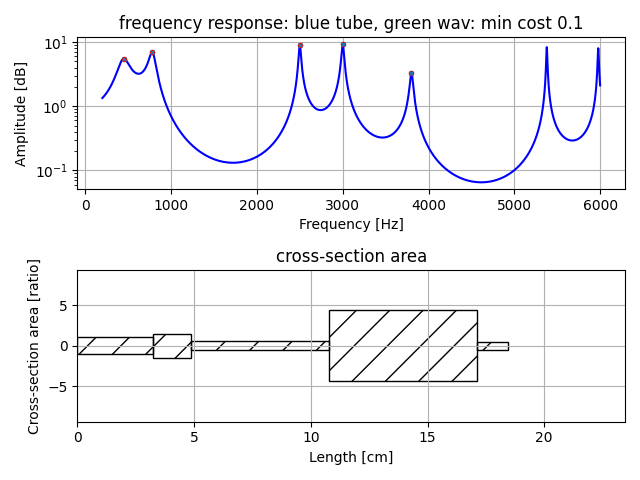 frequency response: blue tube, green wav: min cost 0.1
Amplitude [dB]
10¹
10⁰
10⁻¹
0 1000 2000 3000 4000 5000 6000
Frequency [Hz]
cross-section area
Cross-section area [ratio]
5
0
−5
0 5 10 15 20
Length [cm]